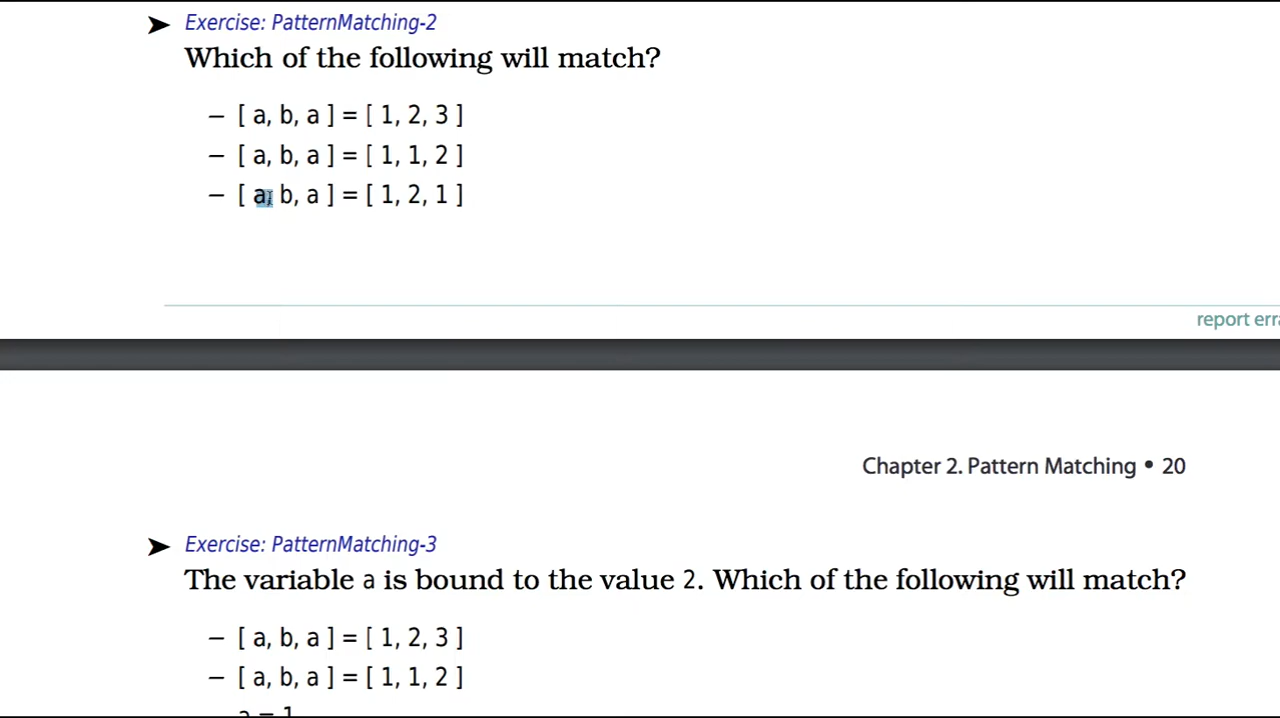 ➤ Exercise: PatternMatching-2
Which of the following will match?
– [ a, b, a ] = [ 1, 2, 3 ]
– [ a, b, a ] = [ 1, 1, 2 ]
– [ a, b, a ] = [ 1, 2, 1 ]
report erra
Chapter 2. Pattern Matching • 20
➤ Exercise: PatternMatching-3
The variable a is bound to the value 2. Which of the following will match?
– [ a, b, a ] = [ 1, 2, 3 ]
– [ a, b, a ] = [ 1, 1, 2 ]
a = 1